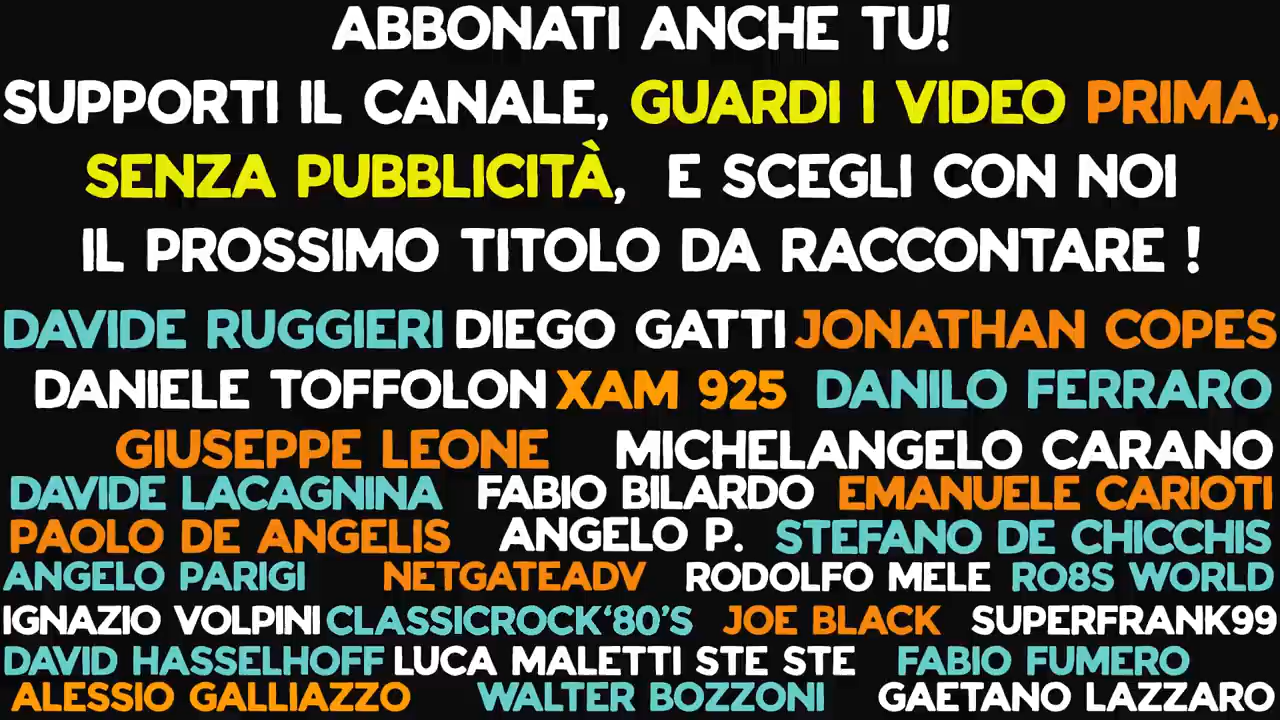 ABBONATI ANCHE TU!
SUPPORTI IL CANALE, GUARDI I VIDEO PRIMA,
SENZA PUBBLICITÀ, E SCEGLI CON NOI
IL PROSSIMO TITOLO DA RACCONTARE !
DAVIDE RUGGIERI DIEGO GATTI JONATHAN COPES
DANIELE TOFFOLON XAM 925 DANILO FERRARO
GIUSEPPE LEONE MICHELANGELO CARANO
DAVIDE LACAGNINA FABIO BILARDO EMANUELE CARIOTI
PAOLO DE ANGELIS ANGELO P. STEFANO DE CHICCHIS
ANGELO PARIGI NETGATEADV RODOLFO MELE RO8S WORLD
IGNAZIO VOLPINI CLASSICROCK‘80’S JOE BLACK SUPERFRANK99
DAVID HASSELHOFF LUCA MALETTI STE STE FABIO FUMERO
ALESSIO GALLIAZZO WALTER BOZZONI GAETANO LAZZARO